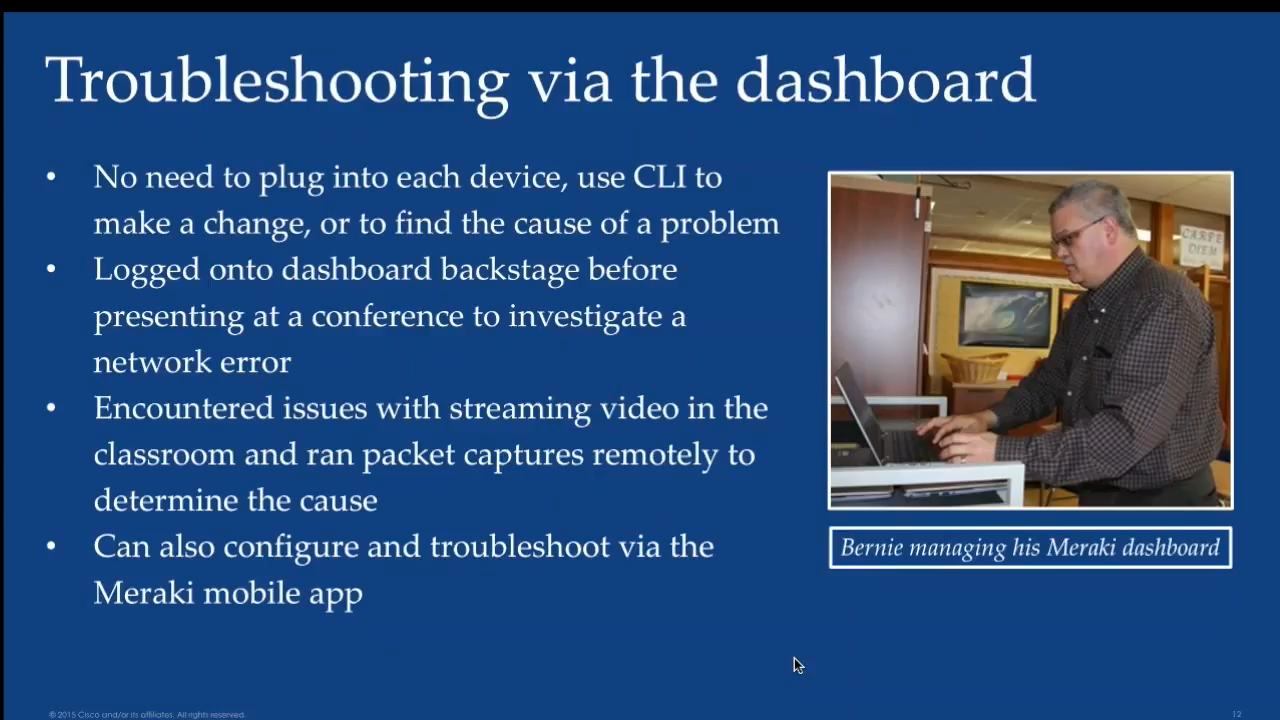 Troubleshooting via the dashboard
• No need to plug into each device, use CLI to
make a change, or to find the cause of a problem
• Logged onto dashboard backstage before
presenting at a conference to investigate a
network error
• Encountered issues with streaming video in the
classroom and ran packet captures remotely to
determine the cause
• Can also configure and troubleshoot via the
Meraki mobile app
CARPE
DIEM
Bernie managing his Meraki dashboard
© 2015 Cisco and/or its affiliates. All rights reserved.
12